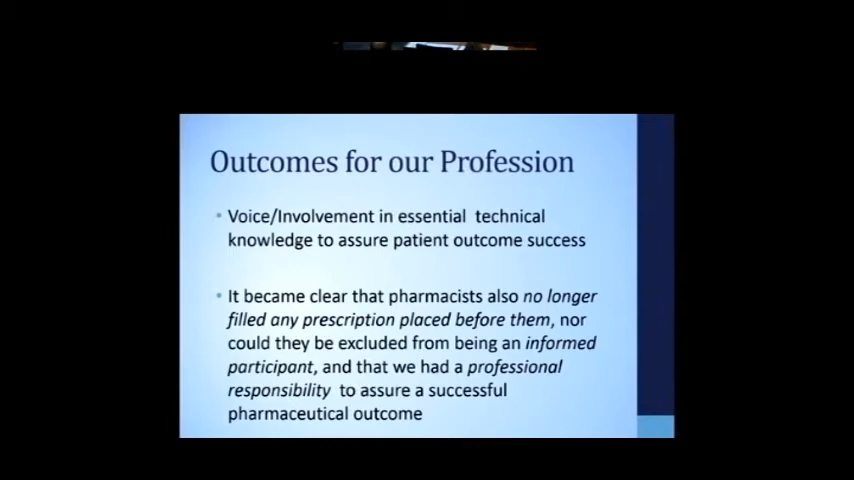 Outcomes for our Profession
• Voice/Involvement in essential technical
knowledge to assure patient outcome success
• It became clear that pharmacists also no longer
filled any prescription placed before them, nor
could they be excluded from being an informed
participant, and that we had a professional
responsibility to assure a successful
pharmaceutical outcome